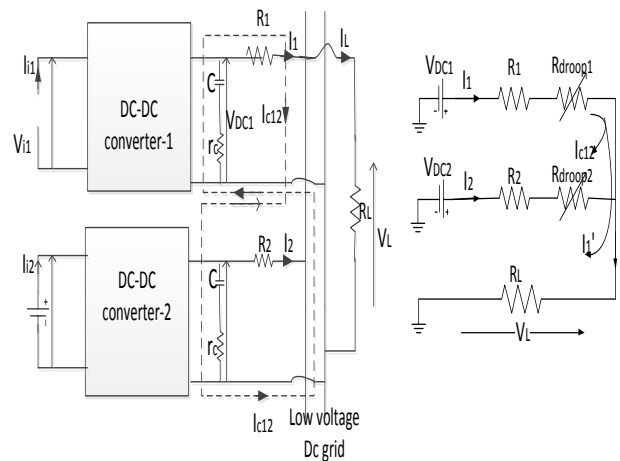 R1
I1
IL
Ii1
DC-DC
converter-1
C
VDC1
Ic12
Vi1
rc
RL
VL
Ii2
+
-
DC-DC
converter-2
R2
I2
C
rc
Ic12
Low voltage
Dc grid
VDC1
I1
R1
Rdroop1
- +
Ic12
VDC2
I2
R2
Rdroop2
- +
I1'
RL
VL